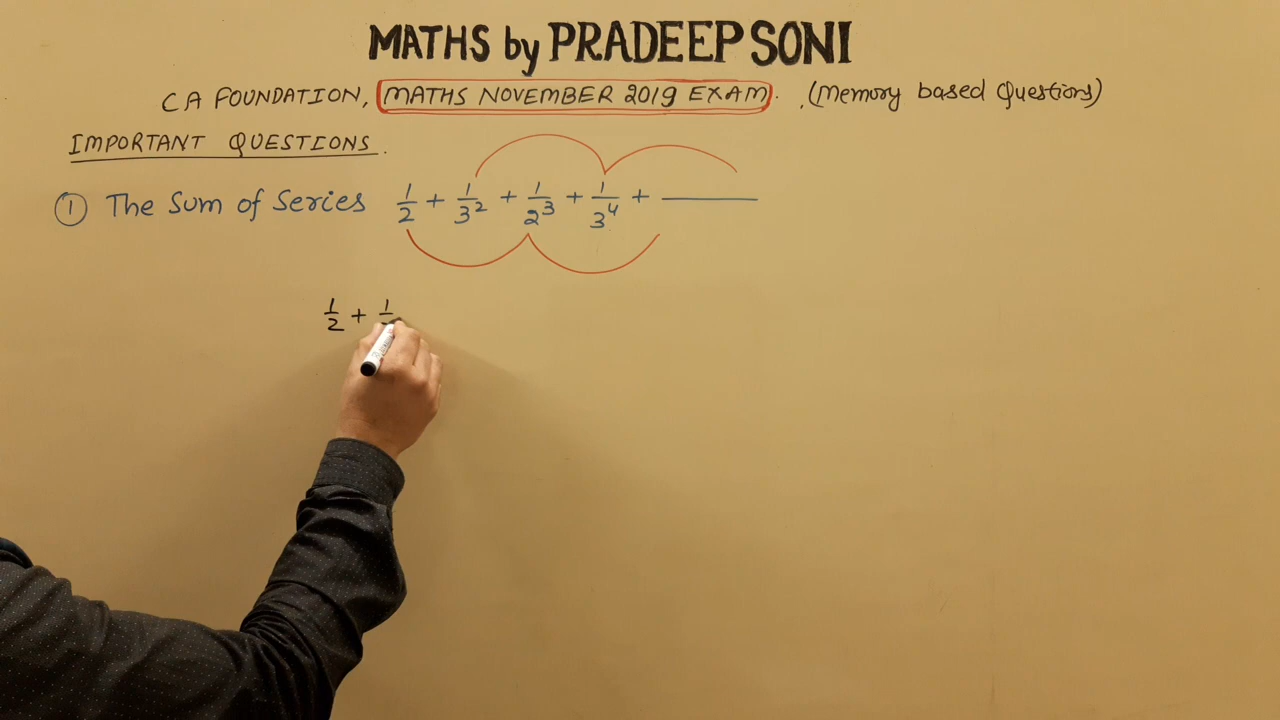 MATHS by PRADEEP SONI
CA FOUNDATION, MATHS NOVEMBER 2019 EXAM. (Memory based Questions)
IMPORTANT QUESTIONS.
① The Sum of Series 1/2 + 1/3² + 1/2³ + 1/3⁴ + ———
1/2 + 1/